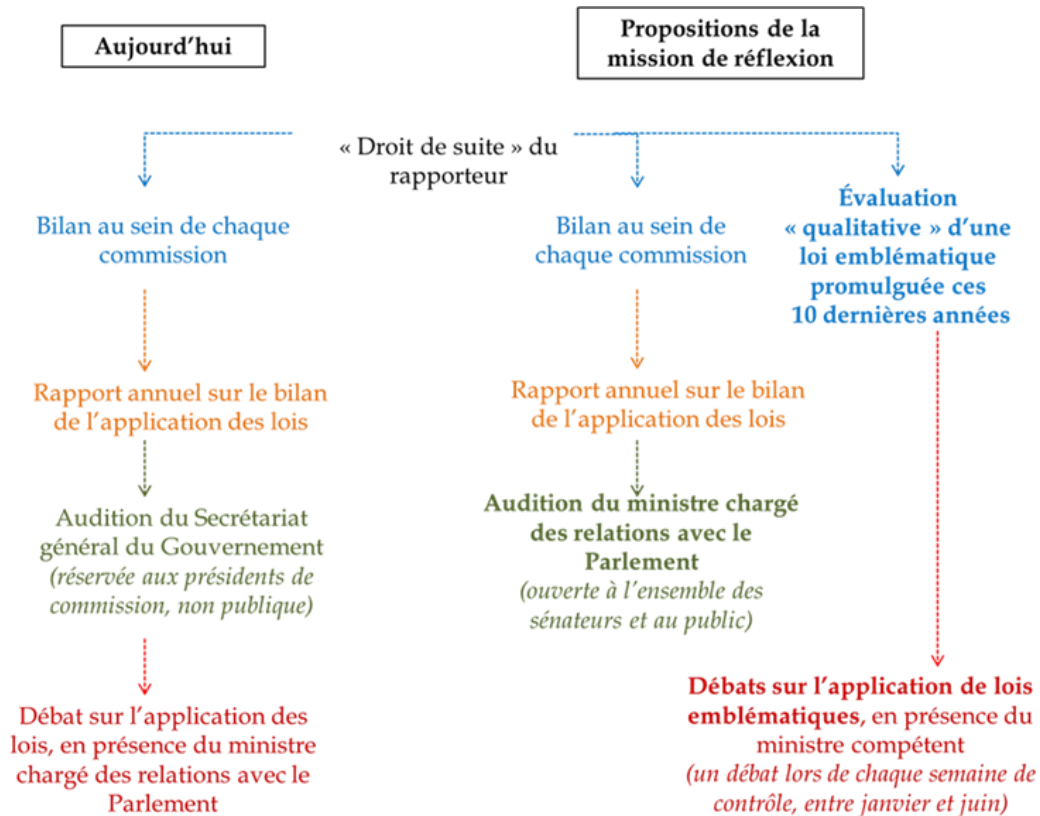 Aujourd’hui
Propositions de la
mission de réflexion
« Droit de suite » du
rapporteur
Bilan au sein de chaque
commission
Rapport annuel sur le bilan
de l’application des lois
Audition du Secrétariat
général du Gouvernement
(réservée aux présidents de
commission, non publique)
Débat sur l’application des
lois, en présence du ministre
chargé des relations avec le
Parlement
Bilan au sein de
chaque commission
Rapport annuel sur le bilan
de l’application des lois
Audition du ministre chargé
des relations avec le
Parlement
(ouverte à l’ensemble des
sénateurs et au public)
Évaluation
« qualitative » d’une
loi emblématique
promulguée ces
10 dernières années
Débats sur l’application de lois
emblématiques, en présence du
ministre compétent
(un débat lors de chaque semaine de
contrôle, entre janvier et juin)